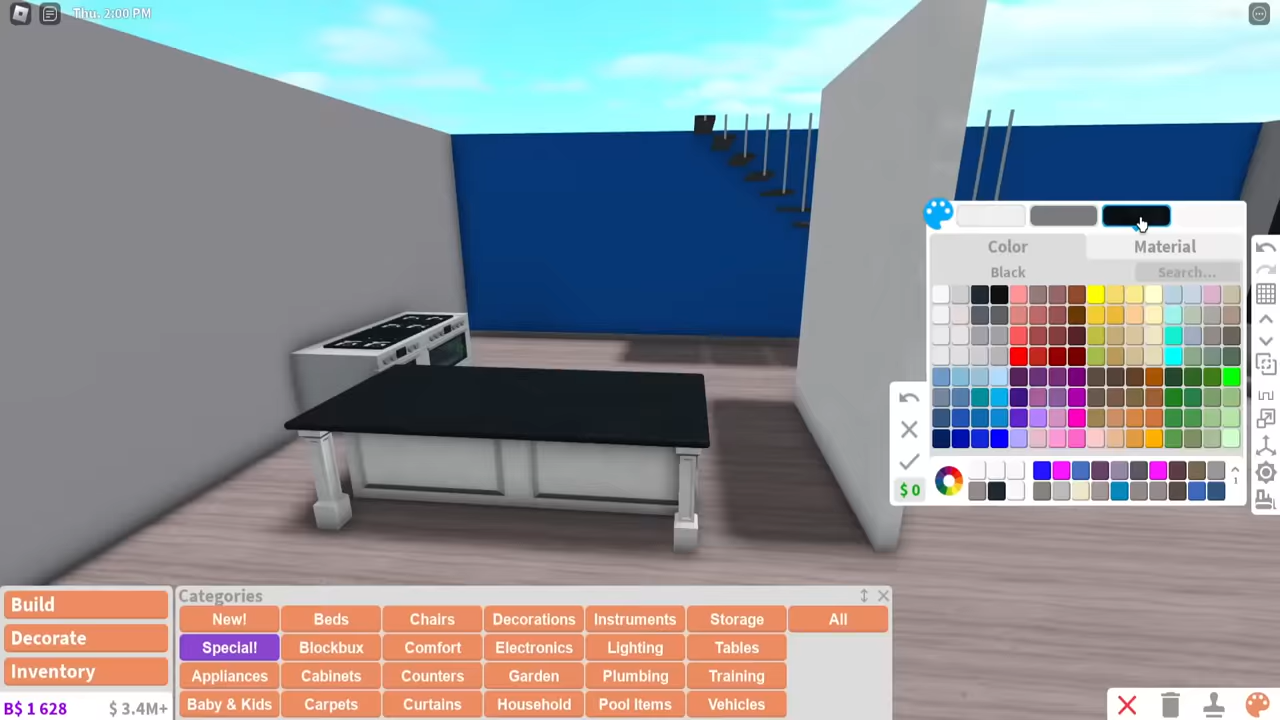 Thu. 2:00 PM
Color
Material
Black
Search...
$ 0
1
Build
Decorate
Inventory
B$ 1 628
$ 3.4M+
Categories
New!
Beds
Chairs
Decorations
Instruments
Storage
All
Special!
Blockbux
Comfort
Electronics
Lighting
Tables
Appliances
Cabinets
Counters
Garden
Plumbing
Training
Baby & Kids
Carpets
Curtains
Household
Pool Items
Vehicles